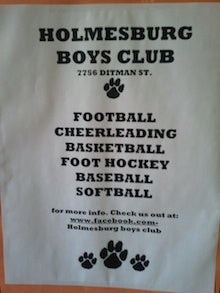 HOLMESBURG
BOYS CLUB
7756 DITMAN ST.
FOOTBALL
CHEERLEADING
BASKETBALL
FOOT HOCKEY
BASEBALL
SOFTBALL
for more info. Check us out at:
www.facebook.com-
Holmesburg boys club